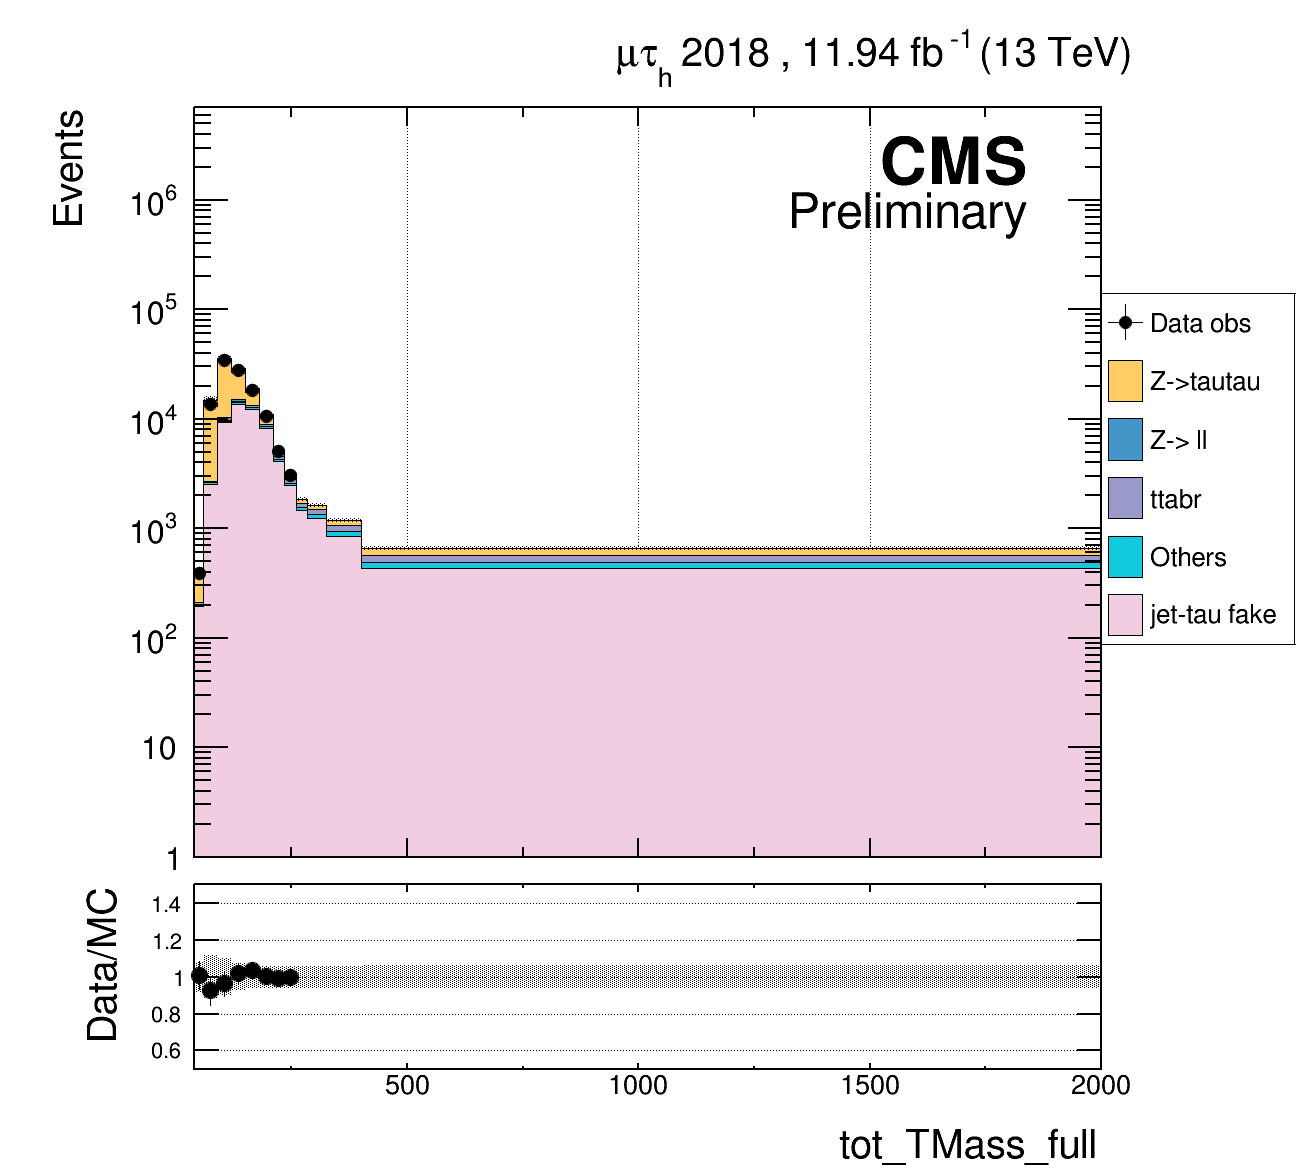 μτh 2018 , 11.94 fb-1 (13 TeV)
Events
CMS
Preliminary
10^6
10^5
10^4
10^3
10^2
10
1
Data obs
Z->tautau
Z-> ll
ttabr
Others
jet-tau fake
Data/MC
1.4
1.2
1
0.8
0.6
500 1000 1500 2000
tot_TMass_full